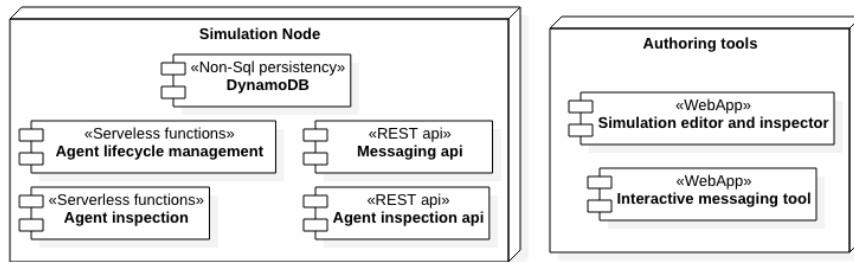 Simulation Node
«Non-Sql persistency»
DynamoDB
«Serveless functions»
Agent lifecycle management
«REST api»
Messaging api
«Serverless functions»
Agent inspection
«REST api»
Agent inspection api
Authoring tools
«WebApp»
Simulation editor and inspector
«WebApp»
Interactive messaging tool